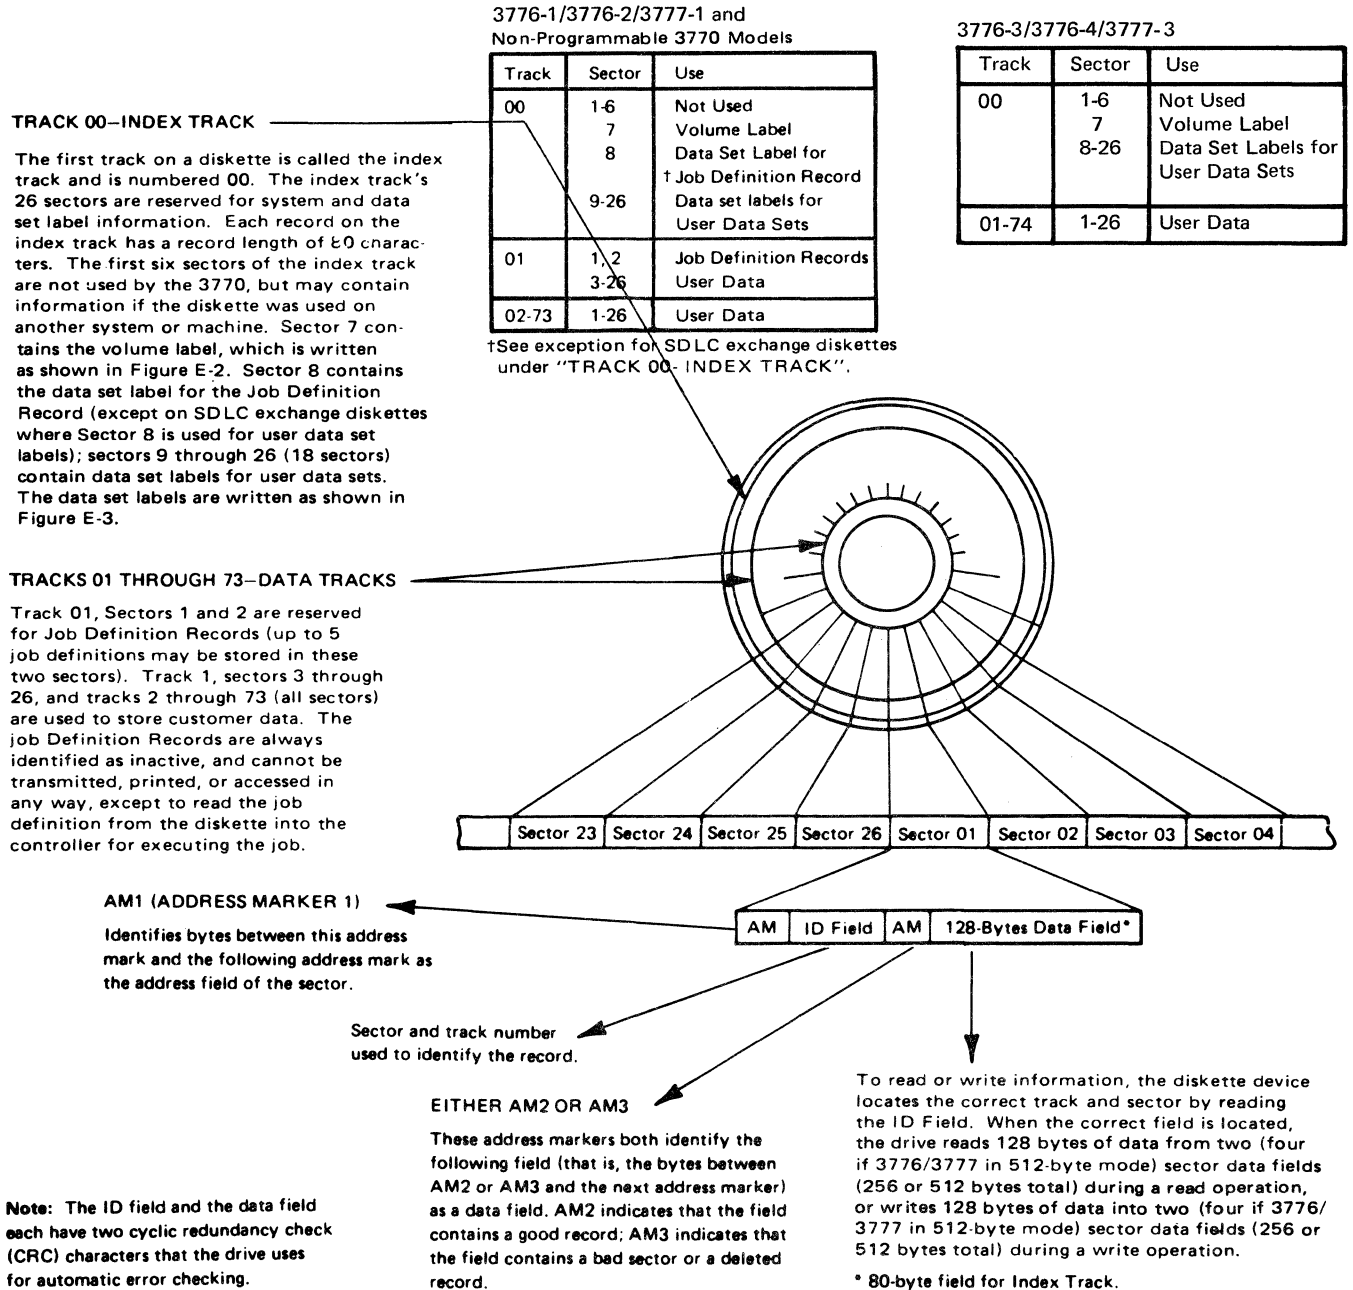 3776-1/3776-2/3777-1 and
Non-Programmable 3770 Models
Track Sector Use
00 1-6 Not Used
7 Volume Label
8 Data Set Label for
† Job Definition Record
9-26 Data set labels for
User Data Sets
01 1, 2 Job Definition Records
3-26 User Data
02-73 1-26 User Data
†See exception for SDLC exchange diskettes
under "TRACK 00- INDEX TRACK".
3776-3/3776-4/3777-3
Track Sector Use
00 1-6 Not Used
7 Volume Label
8-26 Data Set Labels for
User Data Sets
01-74 1-26 User Data
TRACK 00—INDEX TRACK
The first track on a diskette is called the index
track and is numbered 00. The index track's
26 sectors are reserved for system and data
set label information. Each record on the
index track has a record length of 80 charac-
ters. The first six sectors of the index track
are not used by the 3770, but may contain
information if the diskette was used on
another system or machine. Sector 7 con-
tains the volume label, which is written
as shown in Figure E-2. Sector 8 contains
the data set label for the Job Definition
Record (except on SDLC exchange diskettes
where Sector 8 is used for user data set
labels); sectors 9 through 26 (18 sectors)
contain data set labels for user data sets.
The data set labels are written as shown in
Figure E-3.
TRACKS 01 THROUGH 73—DATA TRACKS
Track 01, Sectors 1 and 2 are reserved
for Job Definition Records (up to 5
job definitions may be stored in these
two sectors). Track 1, sectors 3 through
26, and tracks 2 through 73 (all sectors)
are used to store customer data. The
job Definition Records are always
identified as inactive, and cannot be
transmitted, printed, or accessed in
any way, except to read the job
definition from the diskette into the
controller for executing the job.
Sector 23 Sector 24 Sector 25 Sector 26 Sector 01 Sector 02 Sector 03 Sector 04
AM ID Field AM 128-Bytes Data Field*
AM1 (ADDRESS MARKER 1)
Identifies bytes between this address
mark and the following address mark as
the address field of the sector.
Sector and track number
used to identify the record.
EITHER AM2 OR AM3
These address markers both identify the
following field (that is, the bytes between
AM2 or AM3 and the next address marker)
as a data field. AM2 indicates that the field
contains a good record; AM3 indicates that
the field contains a bad sector or a deleted
record.
To read or write information, the diskette device
locates the correct track and sector by reading
the ID Field. When the correct field is located,
the drive reads 128 bytes of data from two (four
if 3776/3777 in 512-byte mode) sector data fields
(256 or 512 bytes total) during a read operation,
or writes 128 bytes of data into two (four if 3776/
3777 in 512-byte mode) sector data fields (256 or
512 bytes total) during a write operation.
* 80-byte field for Index Track.
Note: The ID field and the data field
each have two cyclic redundancy check
(CRC) characters that the drive uses
for automatic error checking.